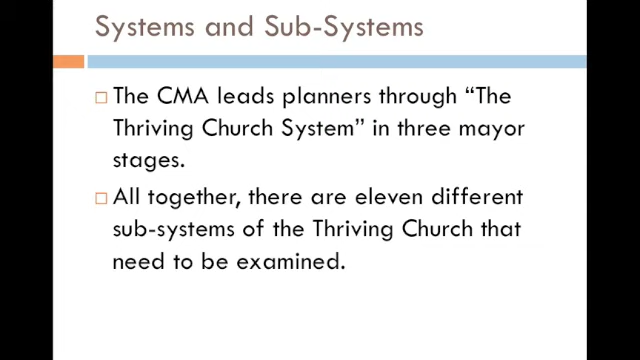 Systems and Sub-Systems
The CMA leads planners through “The
Thriving Church System” in three mayor
stages.
All together, there are eleven different
sub-systems of the Thriving Church that
need to be examined.